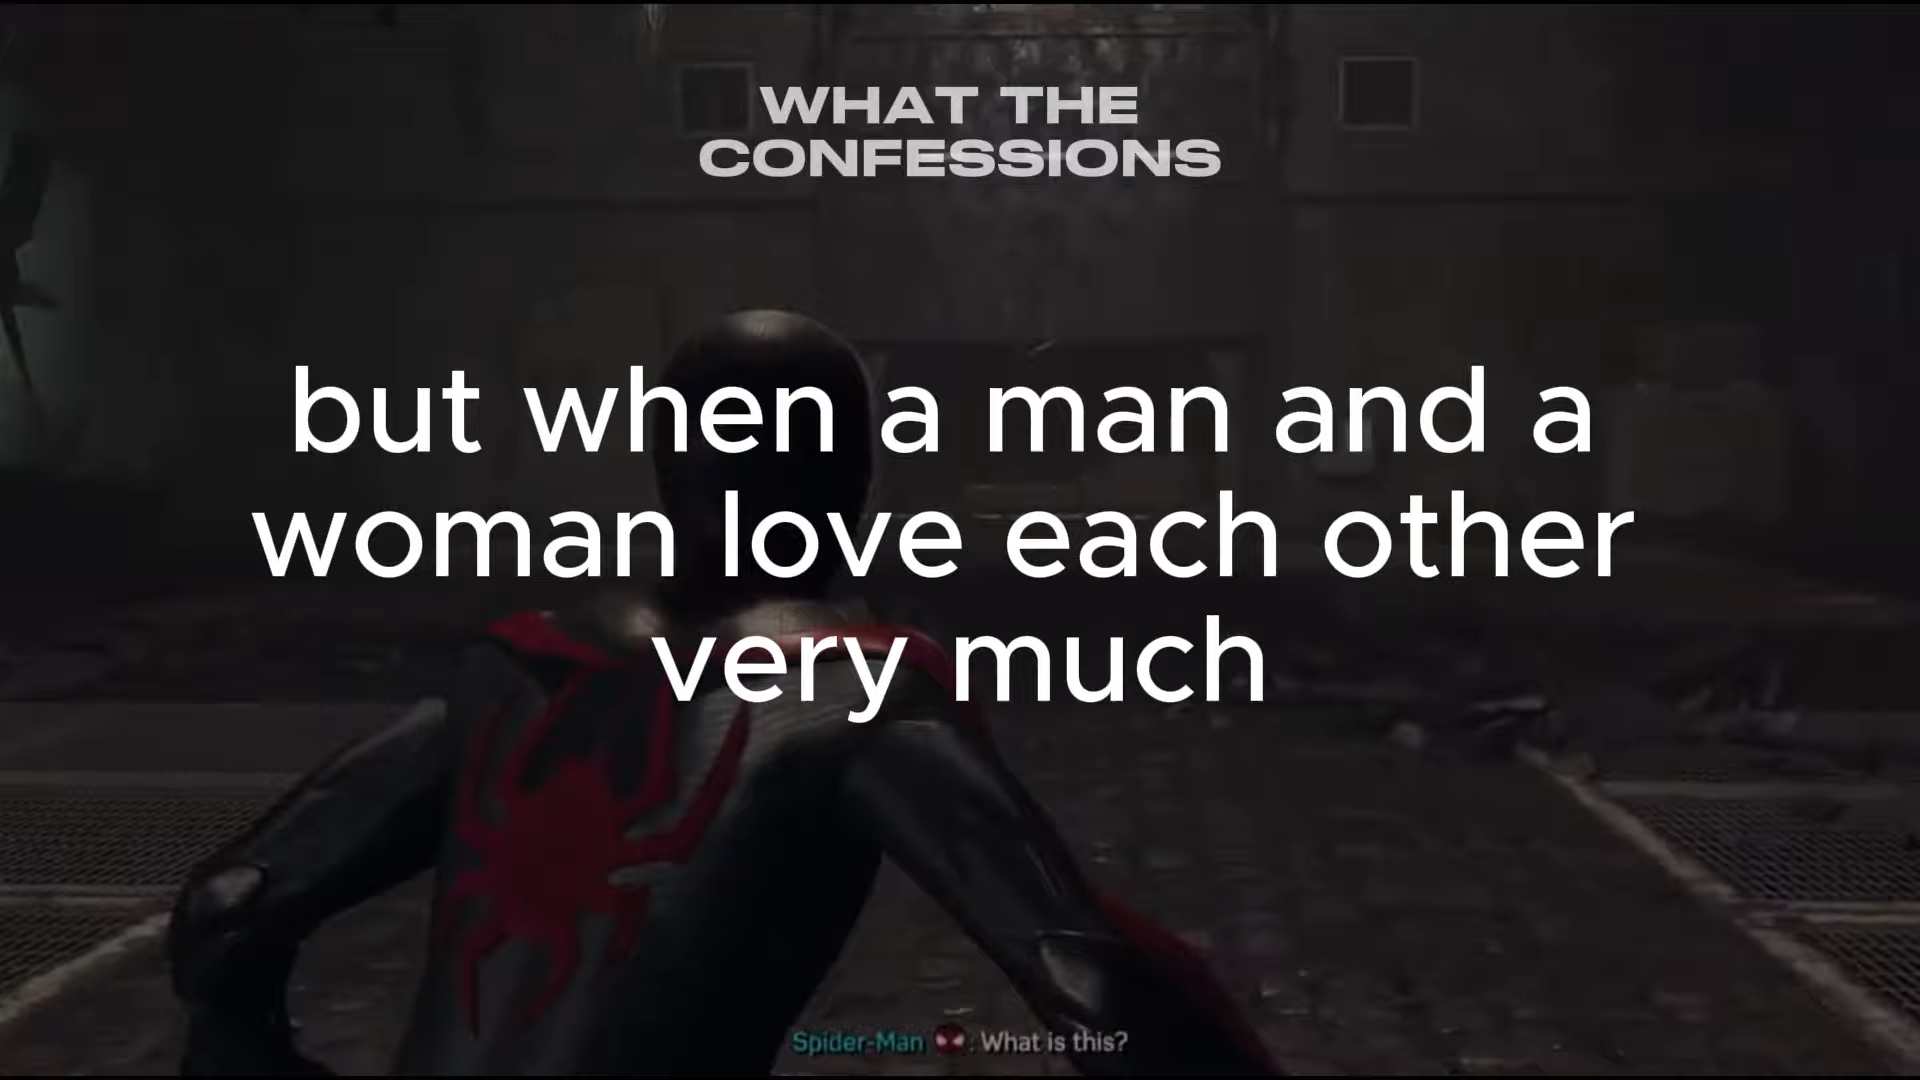 WHAT THE
CONFESSIONS
but when a man and a
woman love each other
very much
Spider-Man : What is this?